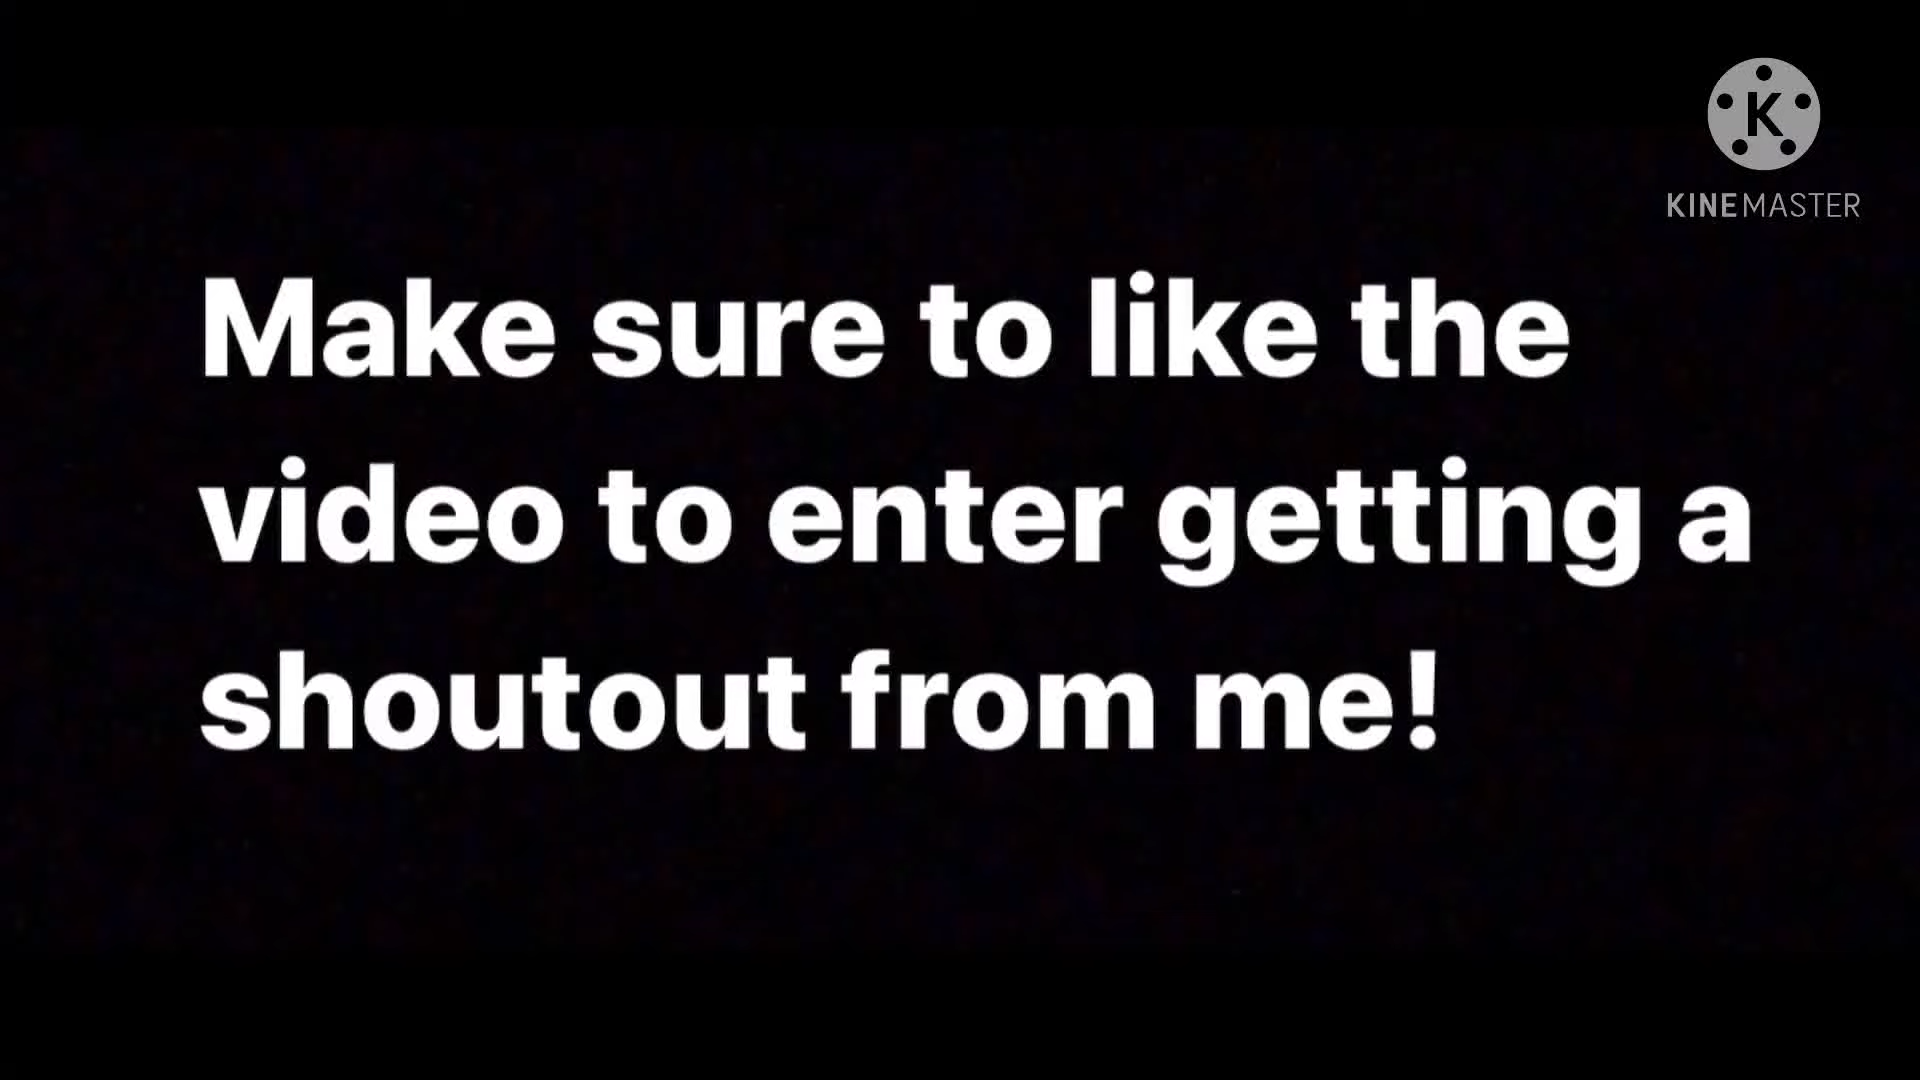 KINEMASTER
Make sure to like the
video to enter getting a
shoutout from me!